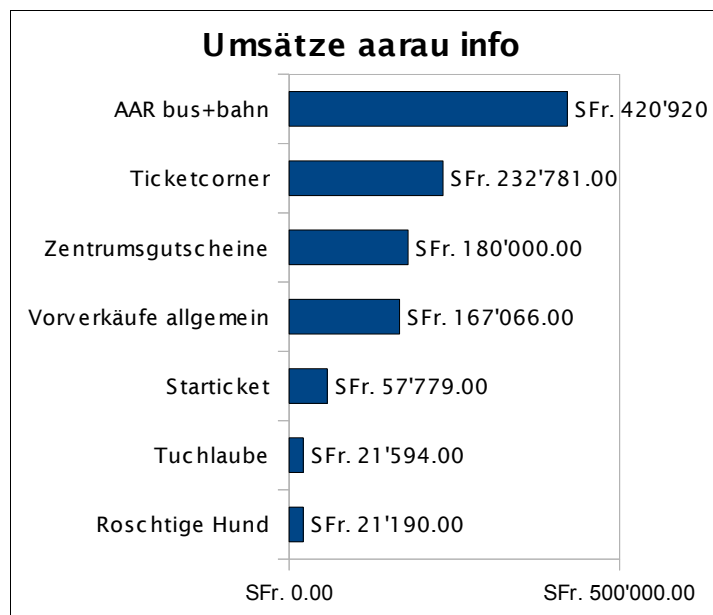 Umsätze aarau info
AAR bus+bahn SFr. 420'920
Ticketcorner SFr. 232'781.00
Zentrumsgutscheine SFr. 180'000.00
Vorverkäufe allgemein SFr. 167'066.00
Starticket SFr. 57'779.00
Tuchlaube SFr. 21'594.00
Roschtige Hund SFr. 21'190.00
SFr. 0.00 SFr. 500'000.00